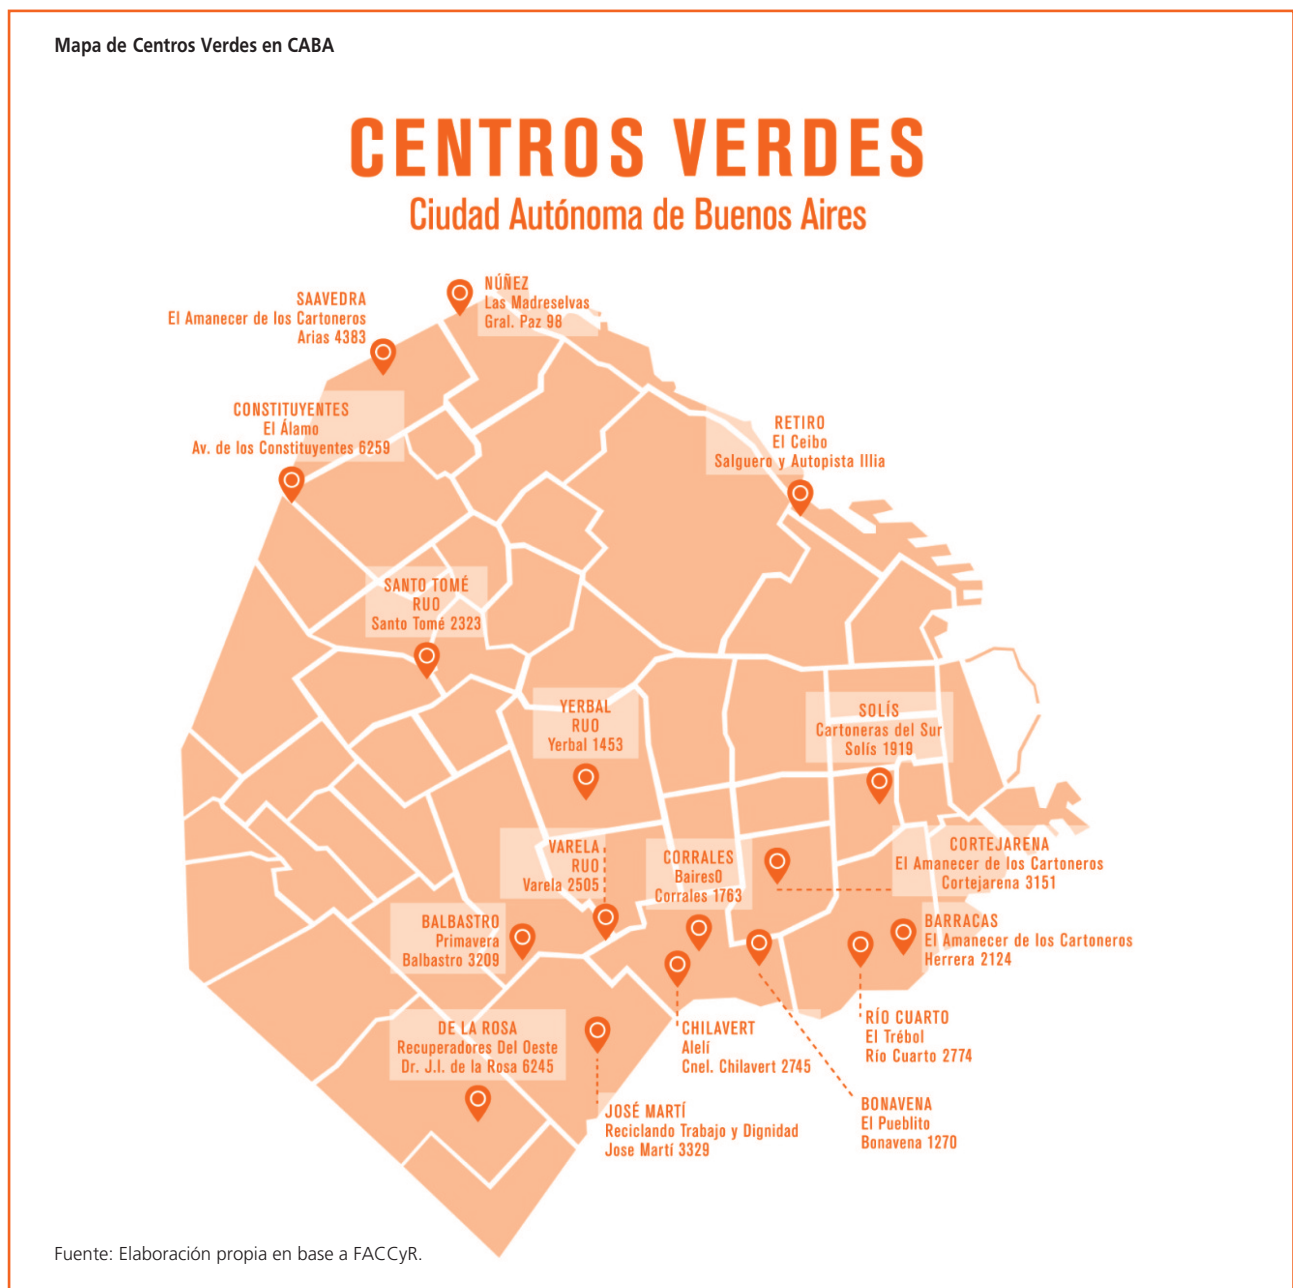 Mapa de Centros Verdes en CABA
CENTROS VERDES
Ciudad Autónoma de Buenos Aires
NÚÑEZ
Las Madreselvas
Gral. Paz 98
SAAVEDRA
El Amanecer de los Cartoneros
Arias 4383
CONSTITUYENTES
El Álamo
Av. de los Constituyentes 6259
RETIRO
El Ceibo
Salguero y Autopista Illia
SANTO TOMÉ
RUO
Santo Tomé 2323
YERBAL
RUO
Yerbal 1453
SOLÍS
Cartoneras del Sur
Solís 1919
VARELA
RUO
Varela 2505
CORRALES
Baires0
Corrales 1763
CORTEJARENA
El Amanecer de los Cartoneros
Cortejarena 3151
BALBASTRO
Primavera
Balbastro 3209
BARRACAS
El Amanecer de los Cartoneros
Herrera 2124
DE LA ROSA
Recuperadores Del Oeste
Dr. J.I. de la Rosa 6245
CHILAVERT
Alelí
Cnel. Chilavert 2745
RÍO CUARTO
El Trébol
Río Cuarto 2774
JOSÉ MARTÍ
Reciclando Trabajo y Dignidad
Jose Martí 3329
BONAVENA
El Pueblito
Bonavena 1270
Fuente: Elaboración propia en base a FACCyR.